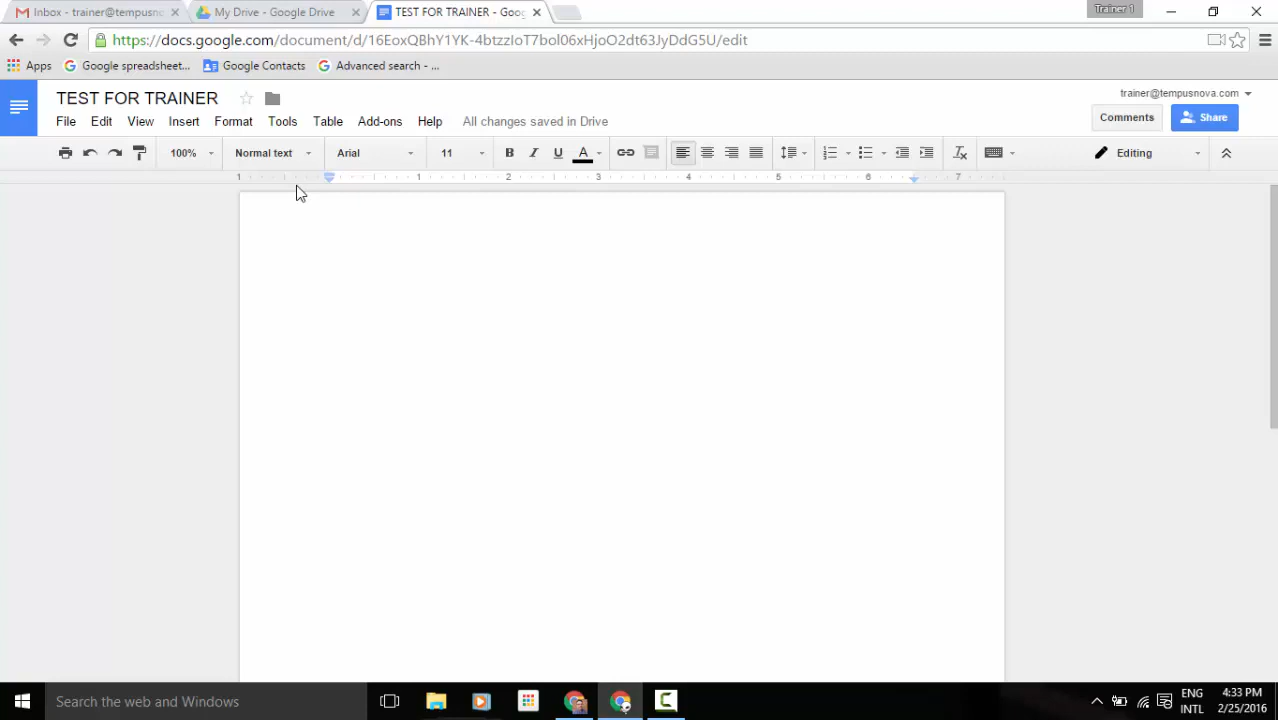 Inbox - trainer@tempusno
My Drive - Google Drive
TEST FOR TRAINER - Goo
Trainer 1
https://docs.google.com/document/d/16EoxQBhY1YK-4btzzIoT7bol06xHjoO2dt63JyDdG5U/edit
Apps
Google spreadsheet...
Google Contacts
Advanced search - ...
TEST FOR TRAINER
trainer@tempusnova.com
File Edit View Insert Format Tools Table Add-ons Help All changes saved in Drive
Comments
Share
100% Normal text Arial 11 B I U A Editing
1 1 2 3 4 5 6 7
Search the web and Windows
ENG
INTL
4:33 PM
2/25/2016